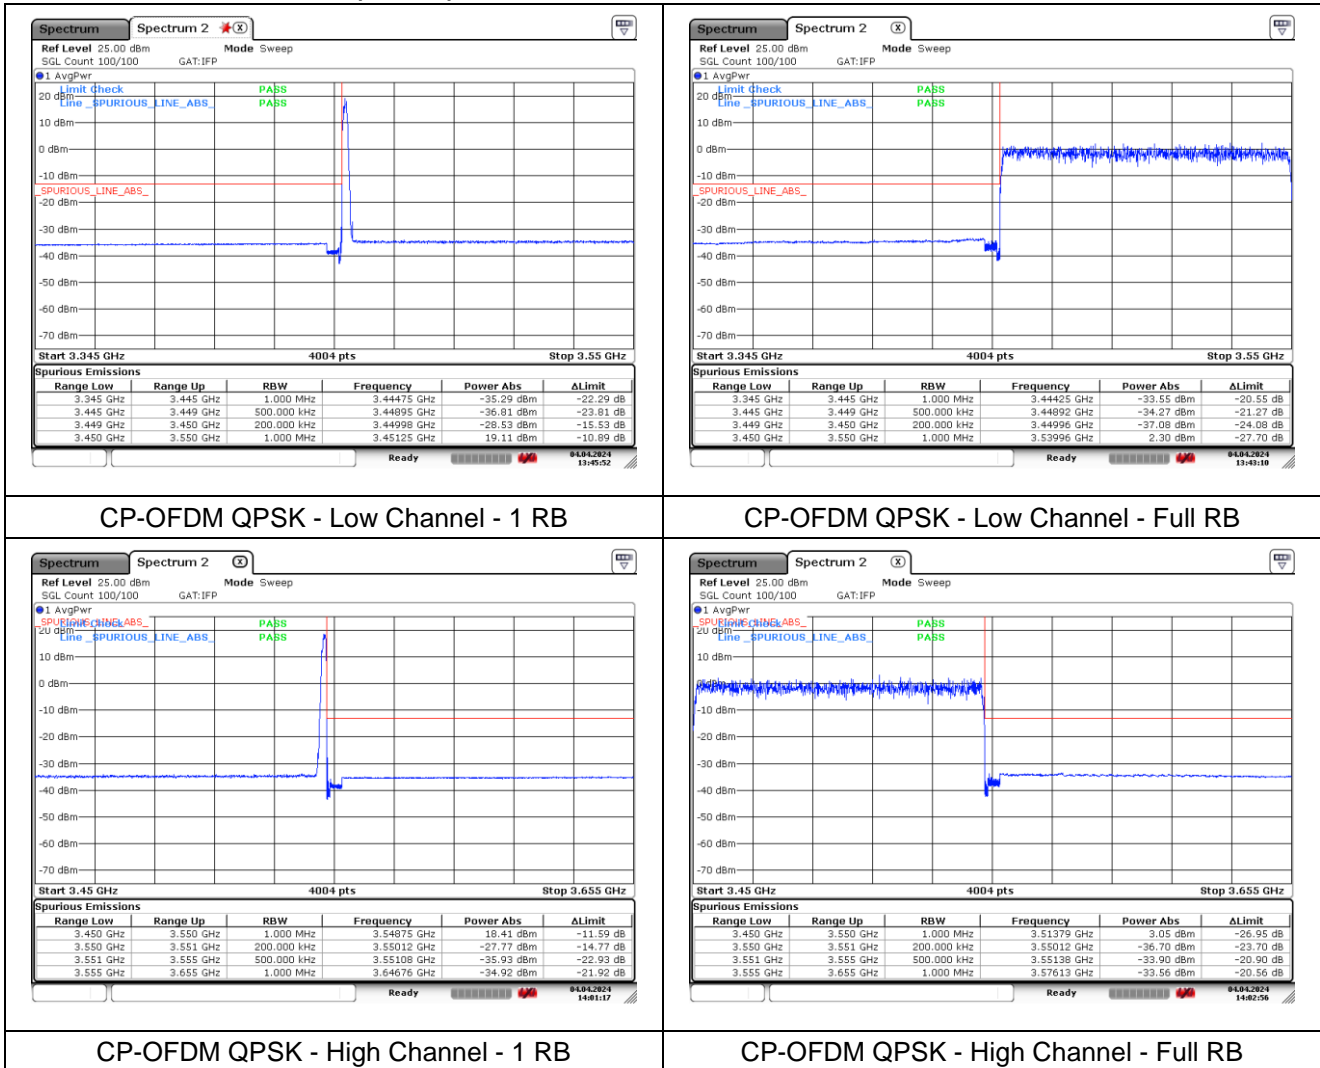 Spectrum Spectrum 2
Ref Level 25.00 dBm Mode Sweep
SGL Count 100/100 GAT:IFP
1 AvgPwr
Limit Check PASS
Line _SPURIOUS_LINE_ABS_ PASS
20 dBm
10 dBm
0 dBm
-10 dBm
_SPURIOUS_LINE_ABS_
-20 dBm
-30 dBm
-40 dBm
-50 dBm
-60 dBm
-70 dBm
Start 3.345 GHz 4004 pts Stop 3.55 GHz
Spurious Emissions
Range Low Range Up RBW Frequency Power Abs ΔLimit
3.345 GHz 3.445 GHz 1.000 MHz 3.44475 GHz -35.29 dBm -22.29 dB
3.445 GHz 3.449 GHz 500.000 kHz 3.44895 GHz -36.81 dBm -23.81 dB
3.449 GHz 3.450 GHz 200.000 kHz 3.44998 GHz -28.53 dBm -15.53 dB
3.450 GHz 3.550 GHz 1.000 MHz 3.45125 GHz 19.11 dBm -10.89 dB
Ready 04.04.2024
13:45:52
CP-OFDM QPSK - Low Channel - 1 RB
Spectrum Spectrum 2
Ref Level 25.00 dBm Mode Sweep
SGL Count 100/100 GAT:IFP
1 AvgPwr
Limit Check PASS
Line _SPURIOUS_LINE_ABS_ PASS
20 dBm
10 dBm
0 dBm
-10 dBm
_SPURIOUS_LINE_ABS_
-20 dBm
-30 dBm
-40 dBm
-50 dBm
-60 dBm
-70 dBm
Start 3.345 GHz 4004 pts Stop 3.55 GHz
Spurious Emissions
Range Low Range Up RBW Frequency Power Abs ΔLimit
3.345 GHz 3.445 GHz 1.000 MHz 3.44425 GHz -33.55 dBm -20.55 dB
3.445 GHz 3.449 GHz 500.000 kHz 3.44892 GHz -34.27 dBm -21.27 dB
3.449 GHz 3.450 GHz 200.000 kHz 3.44996 GHz -37.08 dBm -24.08 dB
3.450 GHz 3.550 GHz 1.000 MHz 3.53996 GHz 2.30 dBm -27.70 dB
Ready 04.04.2024
13:43:10
CP-OFDM QPSK - Low Channel - Full RB
Spectrum Spectrum 2
Ref Level 25.00 dBm Mode Sweep
SGL Count 100/100 GAT:IFP
1 AvgPwr
_SPURIOUS_LINE_ABS_
Limit Check PASS
Line _SPURIOUS_LINE_ABS_ PASS
20 dBm
10 dBm
0 dBm
-10 dBm
-20 dBm
-30 dBm
-40 dBm
-50 dBm
-60 dBm
-70 dBm
Start 3.45 GHz 4004 pts Stop 3.655 GHz
Spurious Emissions
Range Low Range Up RBW Frequency Power Abs ΔLimit
3.450 GHz 3.550 GHz 1.000 MHz 3.54875 GHz 18.41 dBm -11.59 dB
3.550 GHz 3.551 GHz 200.000 kHz 3.55012 GHz -27.77 dBm -14.77 dB
3.551 GHz 3.555 GHz 500.000 kHz 3.55108 GHz -35.93 dBm -22.93 dB
3.555 GHz 3.655 GHz 1.000 MHz 3.64676 GHz -34.92 dBm -21.92 dB
Ready 04.04.2024
14:01:17
CP-OFDM QPSK - High Channel - 1 RB
Spectrum Spectrum 2
Ref Level 25.00 dBm Mode Sweep
SGL Count 100/100 GAT:IFP
1 AvgPwr
_SPURIOUS_LINE_ABS_
Limit Check PASS
Line _SPURIOUS_LINE_ABS_ PASS
20 dBm
10 dBm
0 dBm
-10 dBm
-20 dBm
-30 dBm
-40 dBm
-50 dBm
-60 dBm
-70 dBm
Start 3.45 GHz 4004 pts Stop 3.655 GHz
Spurious Emissions
Range Low Range Up RBW Frequency Power Abs ΔLimit
3.450 GHz 3.550 GHz 1.000 MHz 3.51379 GHz 3.05 dBm -26.95 dB
3.550 GHz 3.551 GHz 200.000 kHz 3.55012 GHz -36.70 dBm -23.70 dB
3.551 GHz 3.555 GHz 500.000 kHz 3.55138 GHz -33.90 dBm -20.90 dB
3.555 GHz 3.655 GHz 1.000 MHz 3.57613 GHz -33.56 dBm -20.56 dB
Ready 04.04.2024
14:02:56
CP-OFDM QPSK - High Channel - Full RB